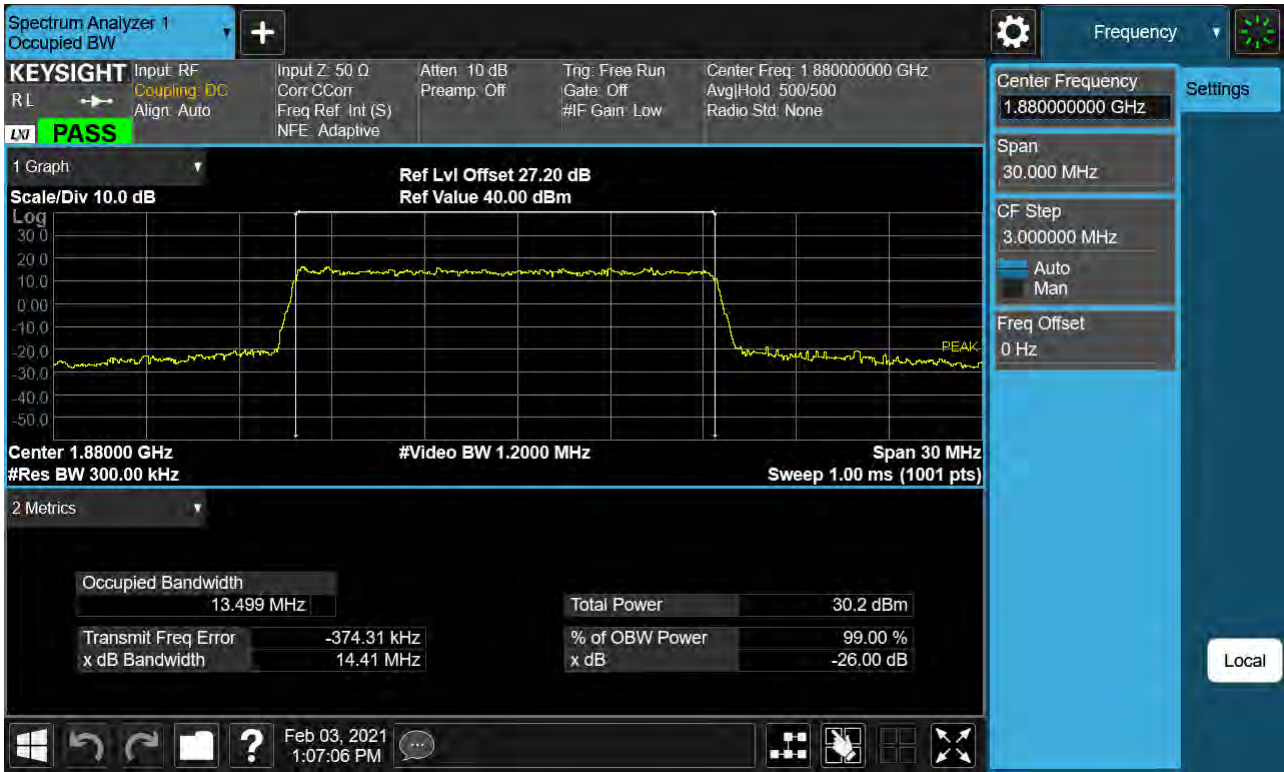 Spectrum Analyzer 1
Occupied BW
+
Frequency
KEYSIGHT
RL
LXI
PASS
Input: RF
Coupling: DC
Align: Auto
Input Z: 50 Ω
Corr CCorr
Freq Ref: Int (S)
NFE: Adaptive
Atten: 10 dB
Preamp: Off
Trig: Free Run
Gate: Off
#IF Gain: Low
Center Freq: 1.880000000 GHz
Avg|Hold: 500/500
Radio Std: None
Center Frequency
1.880000000 GHz
Settings
Span
30.000 MHz
CF Step
3.000000 MHz
Auto
Man
Freq Offset
0 Hz
1 Graph
Scale/Div 10.0 dB
Ref Lvl Offset 27.20 dB
Ref Value 40.00 dBm
Log
30.0
20.0
10.0
0.00
-10.0
-20.0
-30.0
-40.0
-50.0
PEAK
Center 1.88000 GHz
#Res BW 300.00 kHz
#Video BW 1.2000 MHz
Span 30 MHz
Sweep 1.00 ms (1001 pts)
2 Metrics
Occupied Bandwidth
13.499 MHz
Total Power 30.2 dBm
Transmit Freq Error -374.31 kHz
% of OBW Power 99.00 %
x dB Bandwidth 14.41 MHz
x dB -26.00 dB
Local
?
Feb 03, 2021
1:07:06 PM